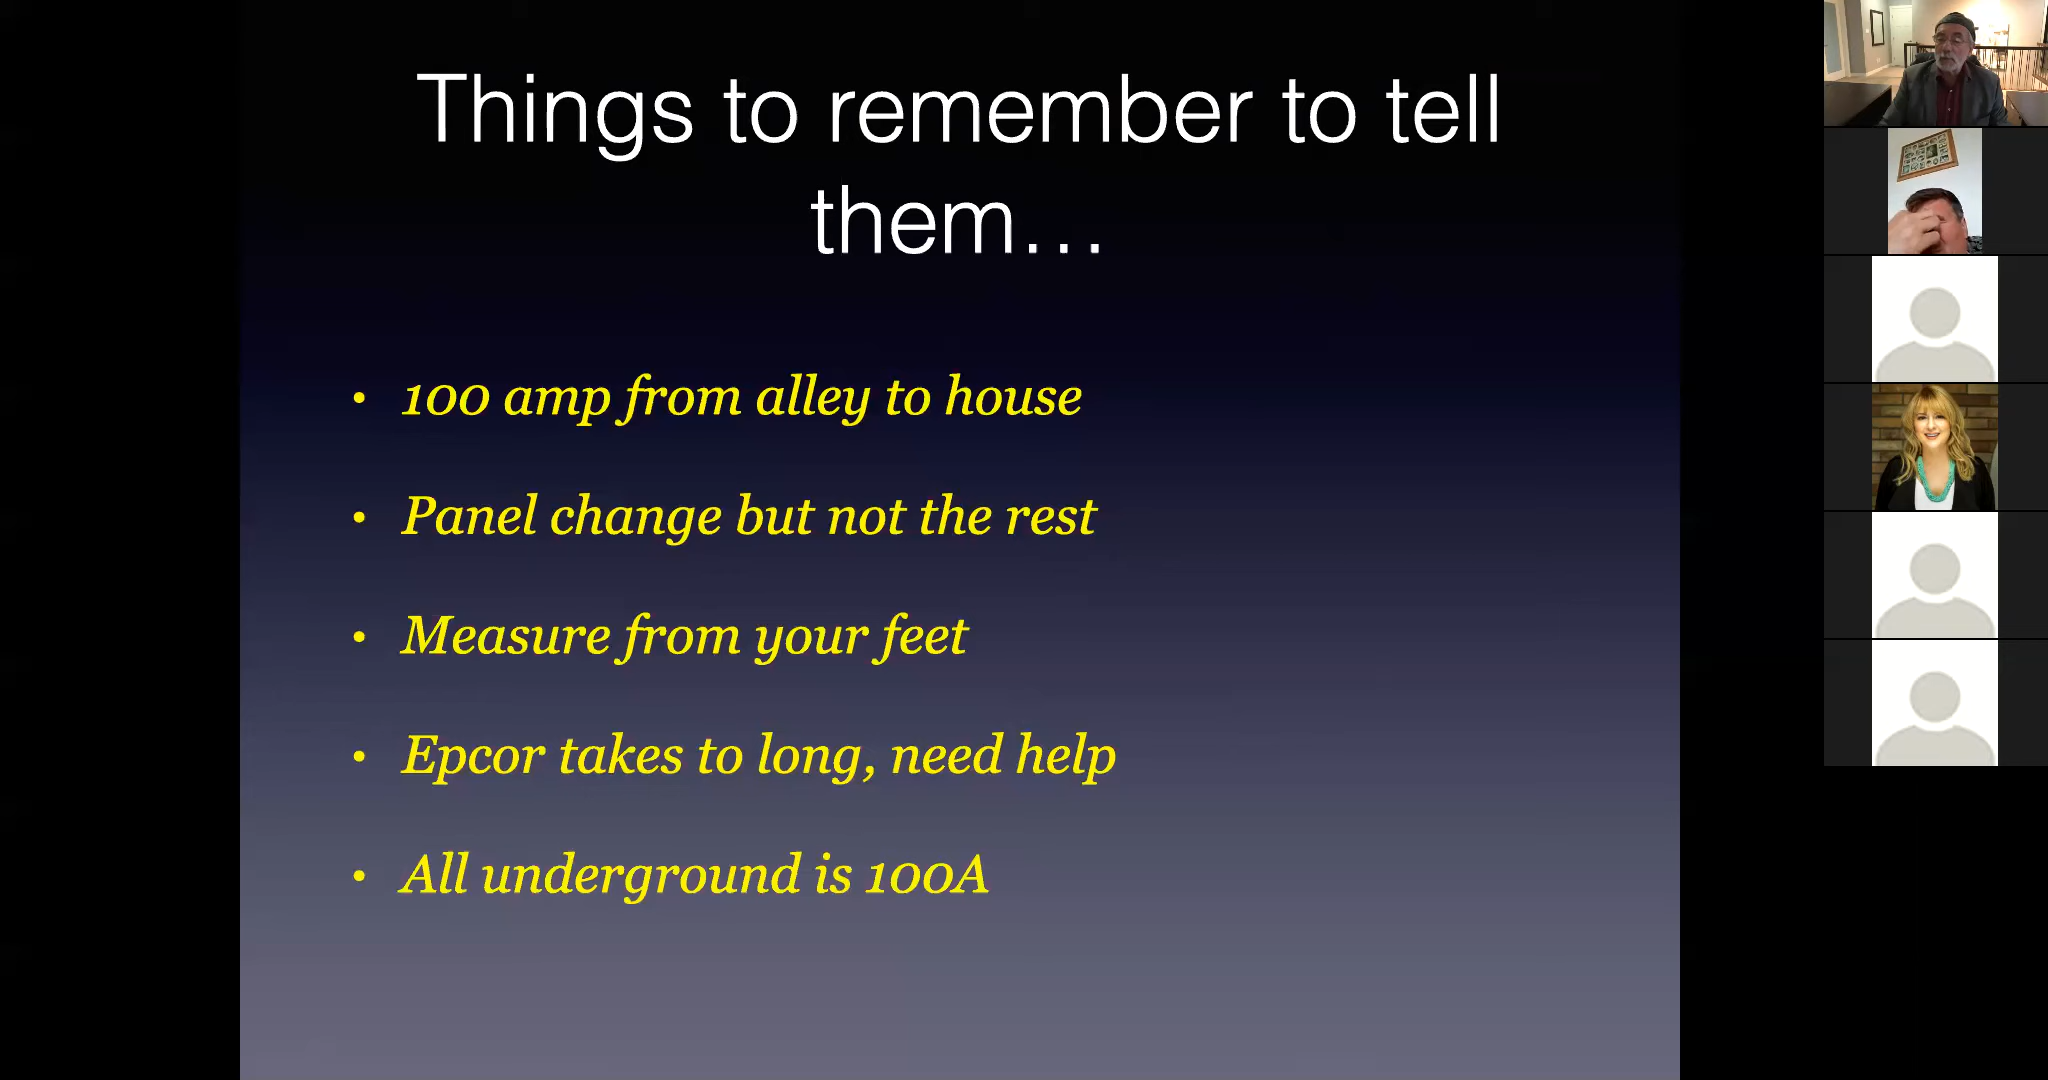 Things to remember to tell
them…
• 100 amp from alley to house
• Panel change but not the rest
• Measure from your feet
• Epcor takes to long, need help
• All underground is 100A